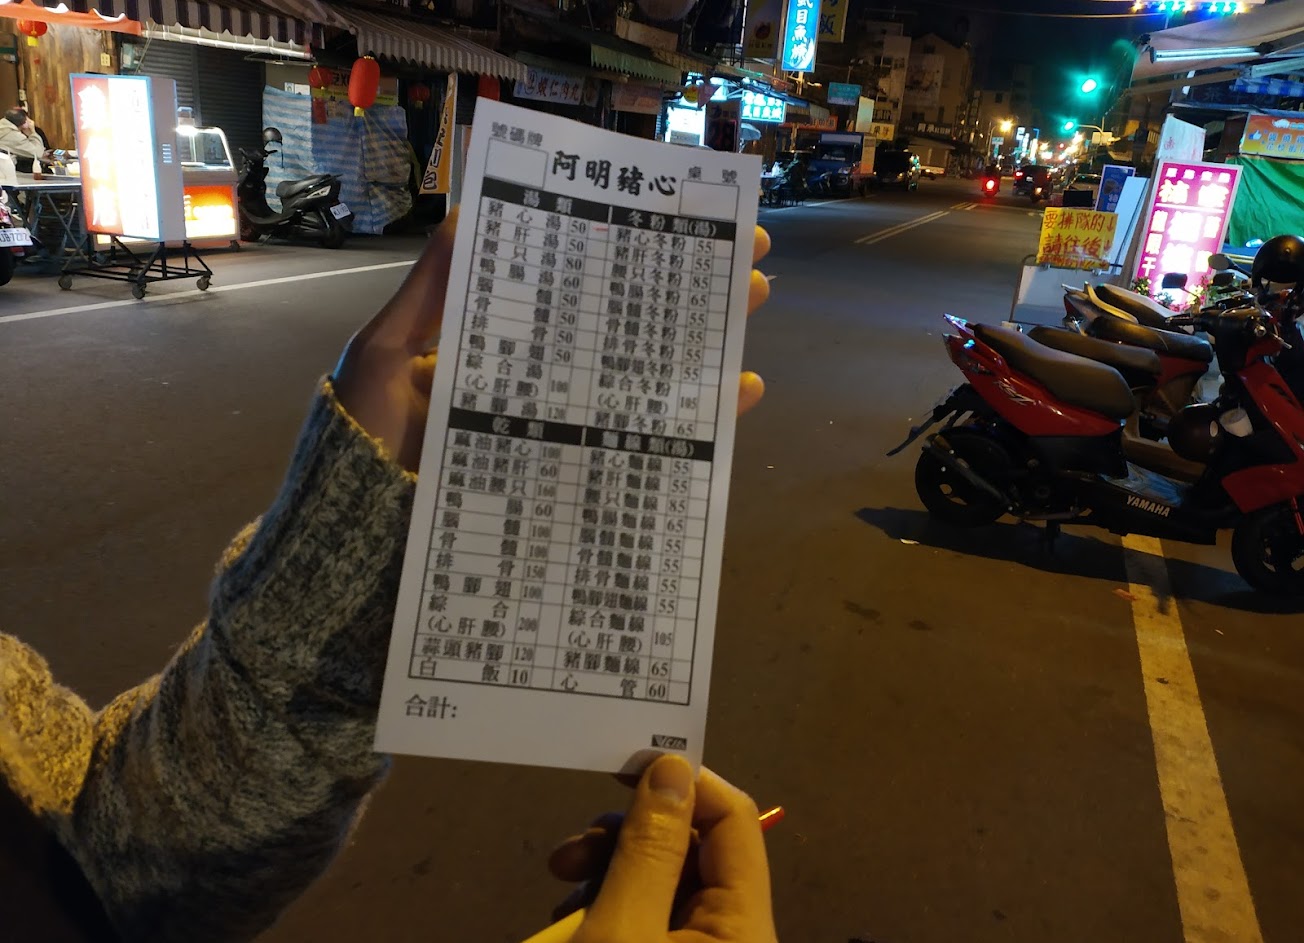 號碼牌
阿明豬心
桌號
湯類
冬粉類(湯)
豬心湯 50 豬心冬粉 55
豬肝湯 50 豬肝冬粉 55
腰只湯 80 腰只冬粉 85
鴨腸湯 60 鴨腸冬粉 65
腦髓 50 腦髓冬粉 55
骨髓 50 骨髓冬粉 55
排骨 50 排骨冬粉 55
鴨腳翅 50 鴨腳翅冬粉 55
綜合湯(心肝腰) 100 綜合冬粉(心肝腰) 105
豬腳湯 120 豬腳冬粉 65
乾類
麵線類(湯)
麻油豬心 100 豬心麵線 55
麻油豬肝 60 豬肝麵線 55
麻油腰只 160 腰只麵線 85
鴨腸 60 鴨腸麵線 65
腦髓 100 腦髓麵線 55
骨髓 100 骨髓麵線 55
排骨 150 排骨麵線 55
鴨腳翅 100 鴨腳翅麵線 55
綜合(心肝腰) 200 綜合麵線(心肝腰) 105
蒜頭豬腳 120 豬腳麵線 65
白飯 10 心管 60
合計:
要排隊的
請往後
YAMAHA